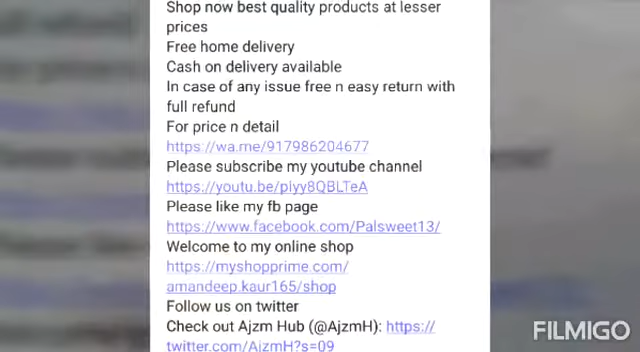 Shop now best quality products at lesser
prices
Free home delivery
Cash on delivery available
In case of any issue free n easy return with
full refund
For price n detail
https://wa.me/917986204677
Please subscribe my youtube channel
https://youtu.be/plyy8QBLTeA
Please like my fb page
https://www.facebook.com/Palsweet13/
Welcome to my online shop
https://myshopprime.com/
amandeep.kaur165/shop
Follow us on twitter
Check out Ajzm Hub (@AjzmH): https://
twitter.com/AjzmH?s=09
FILMIGO